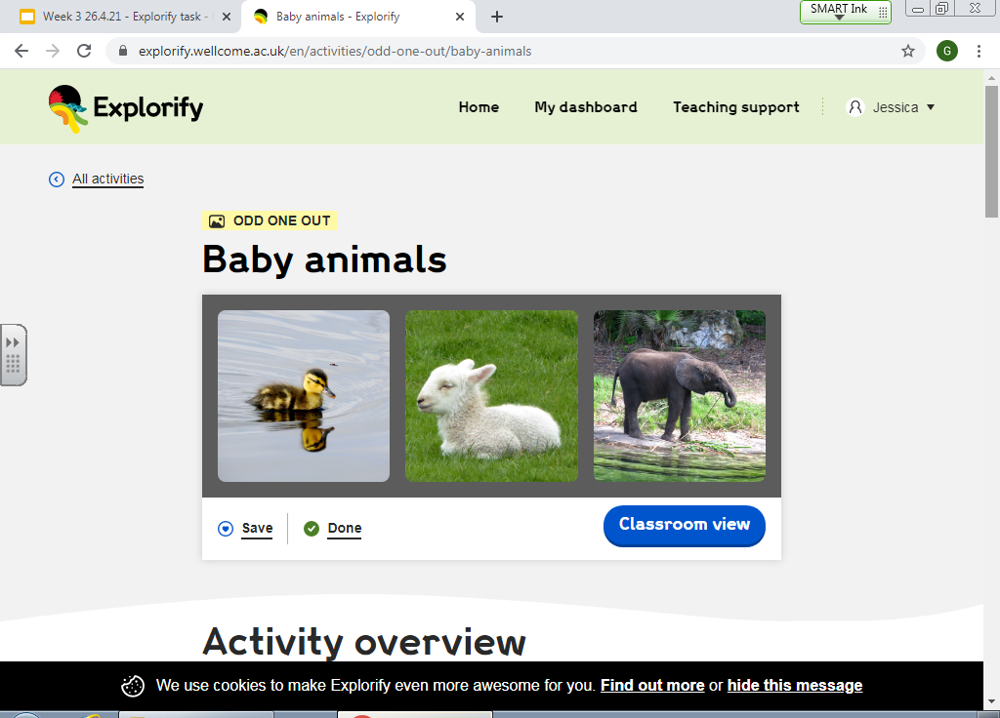 Week 3 26.4.21 - Explorify task -
Baby animals - Explorify
SMART Ink
explorify.wellcome.ac.uk/en/activities/odd-one-out/baby-animals
G
Explorify
Home
My dashboard
Teaching support
Jessica
All activities
ODD ONE OUT
Baby animals
Save
Done
Classroom view
Activity overview
We use cookies to make Explorify even more awesome for you. Find out more or hide this message